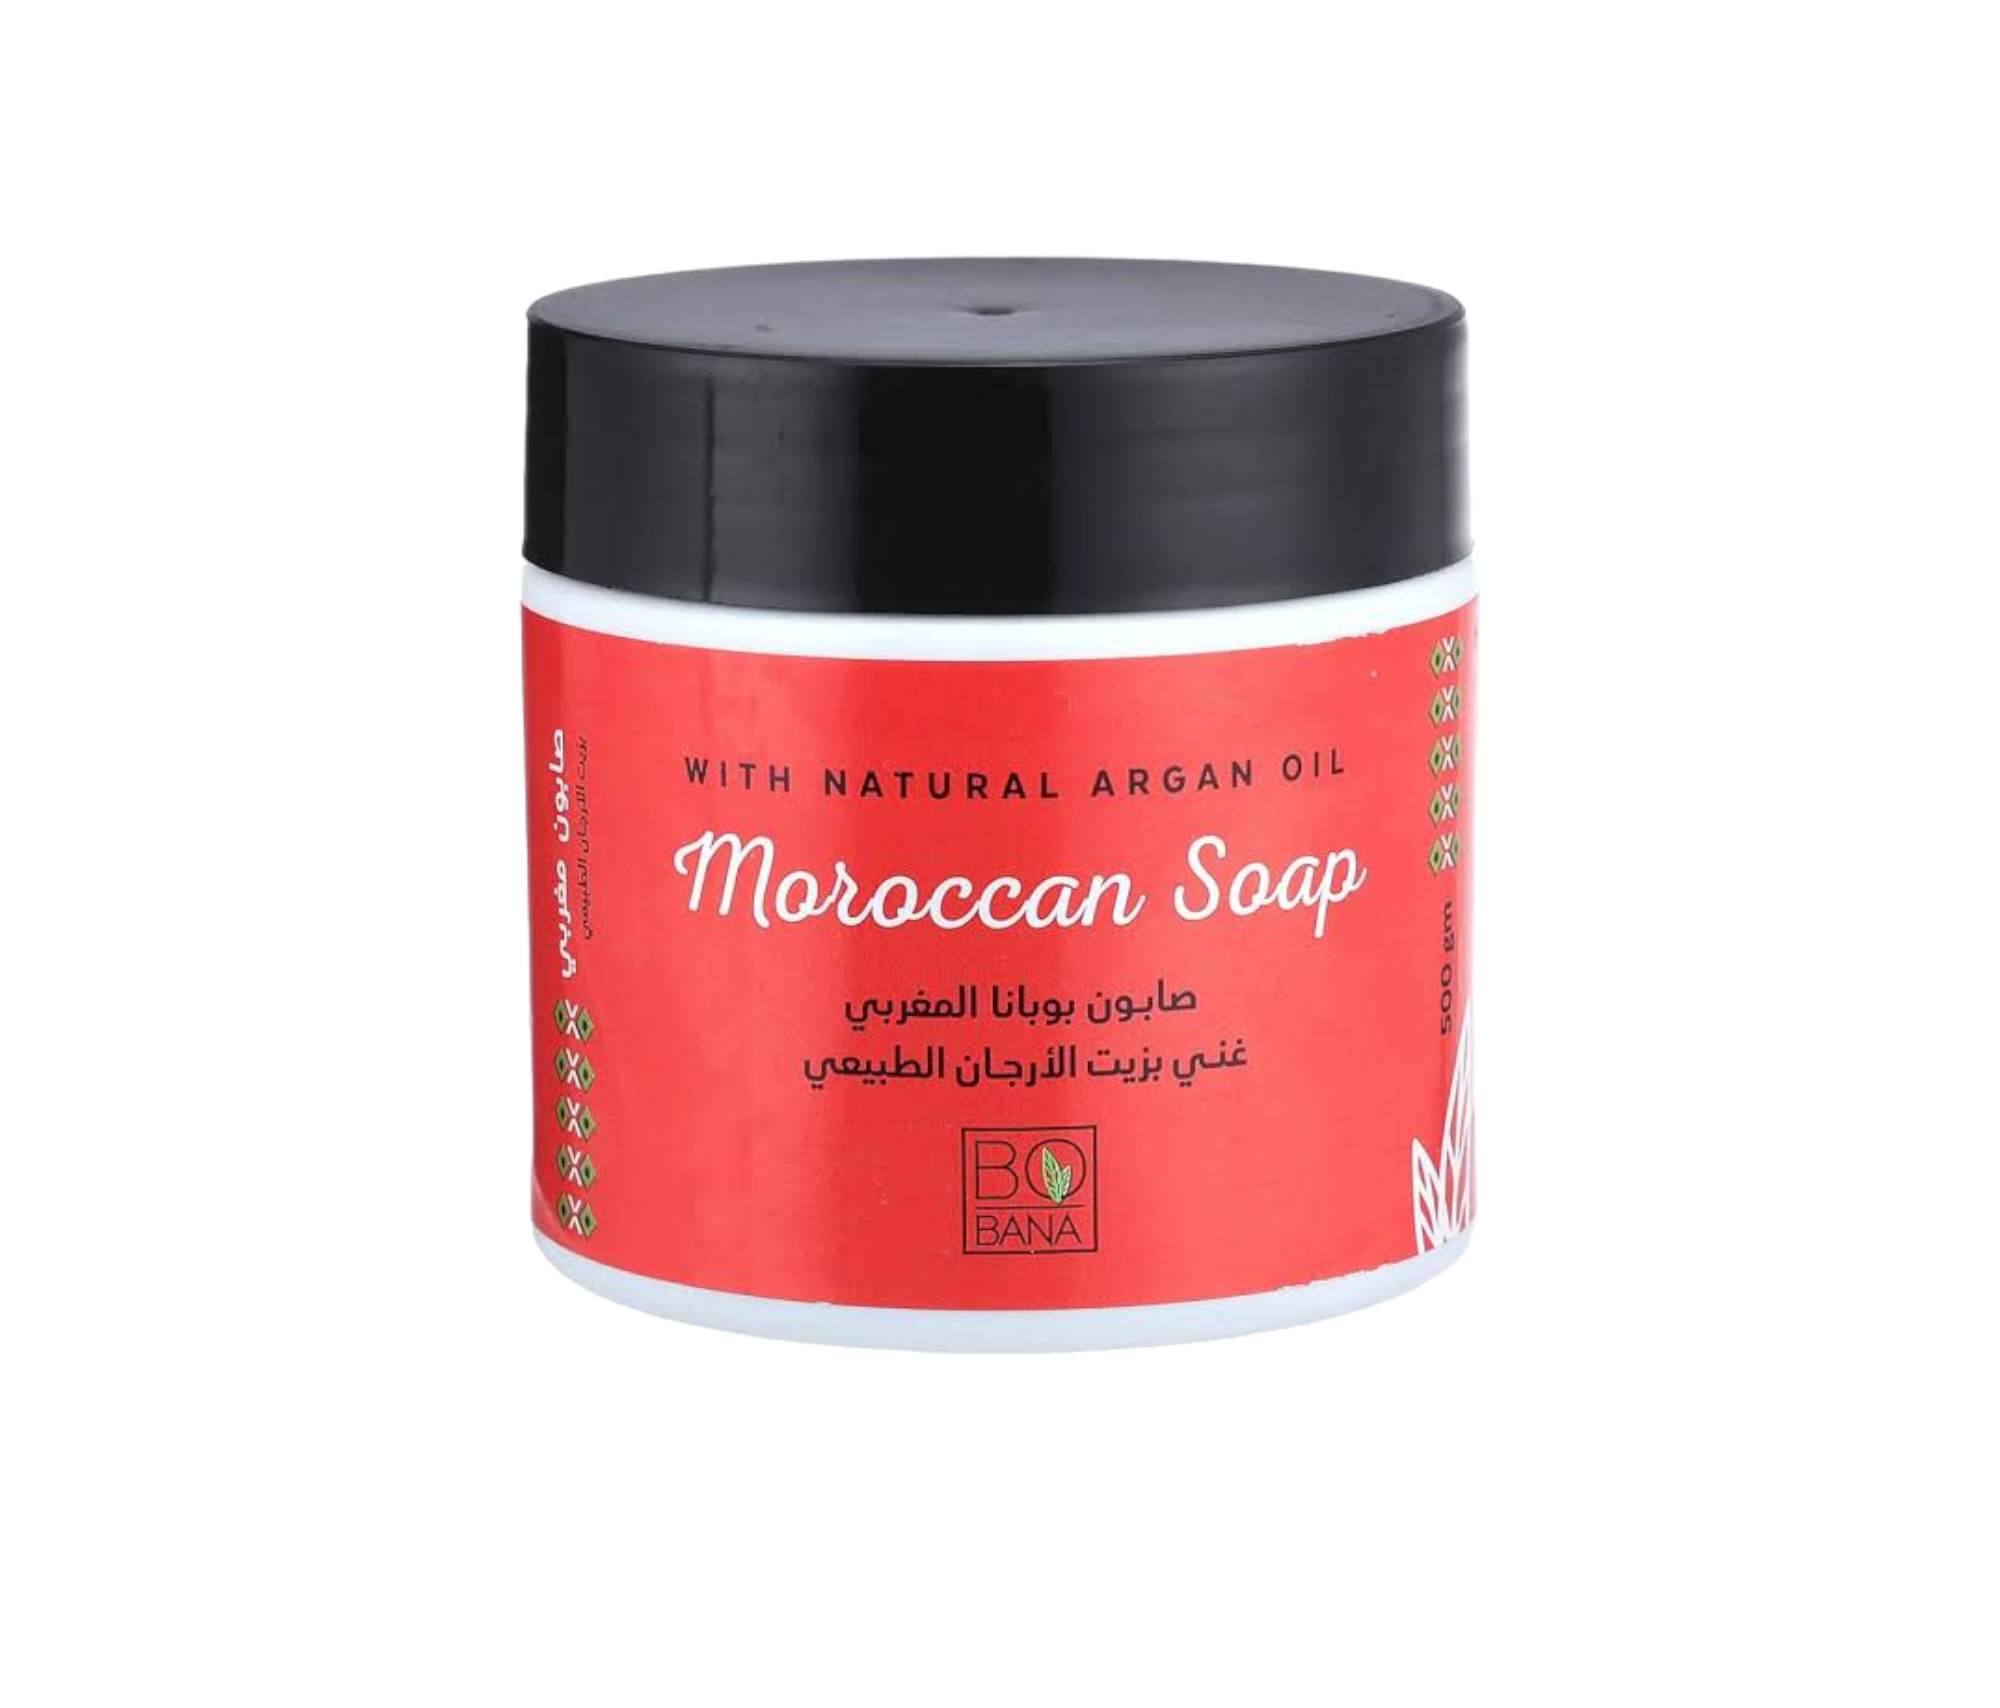 WITH NATURAL ARGAN OIL
Moroccan Soap
صابون بوبانا المغربي
غني بزيت الأرجان الطبيعي
BO
BANA
صابون مغربي
بزيت الأرجان الطبيعي
500 gm